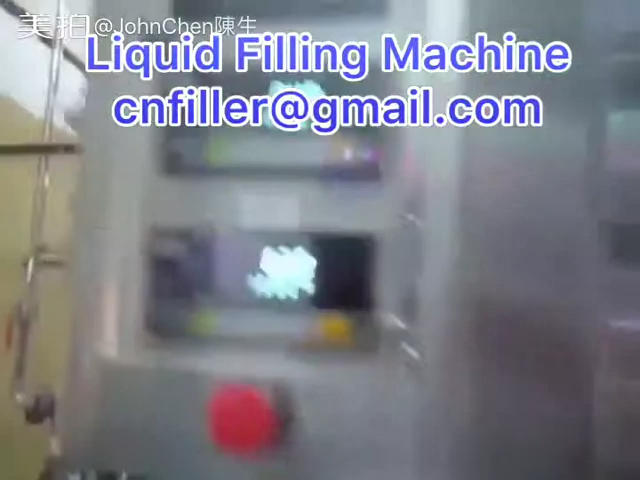 美拍 @JohnChen陳生
Liquid Filling Machine
cnfiller@gmail.com